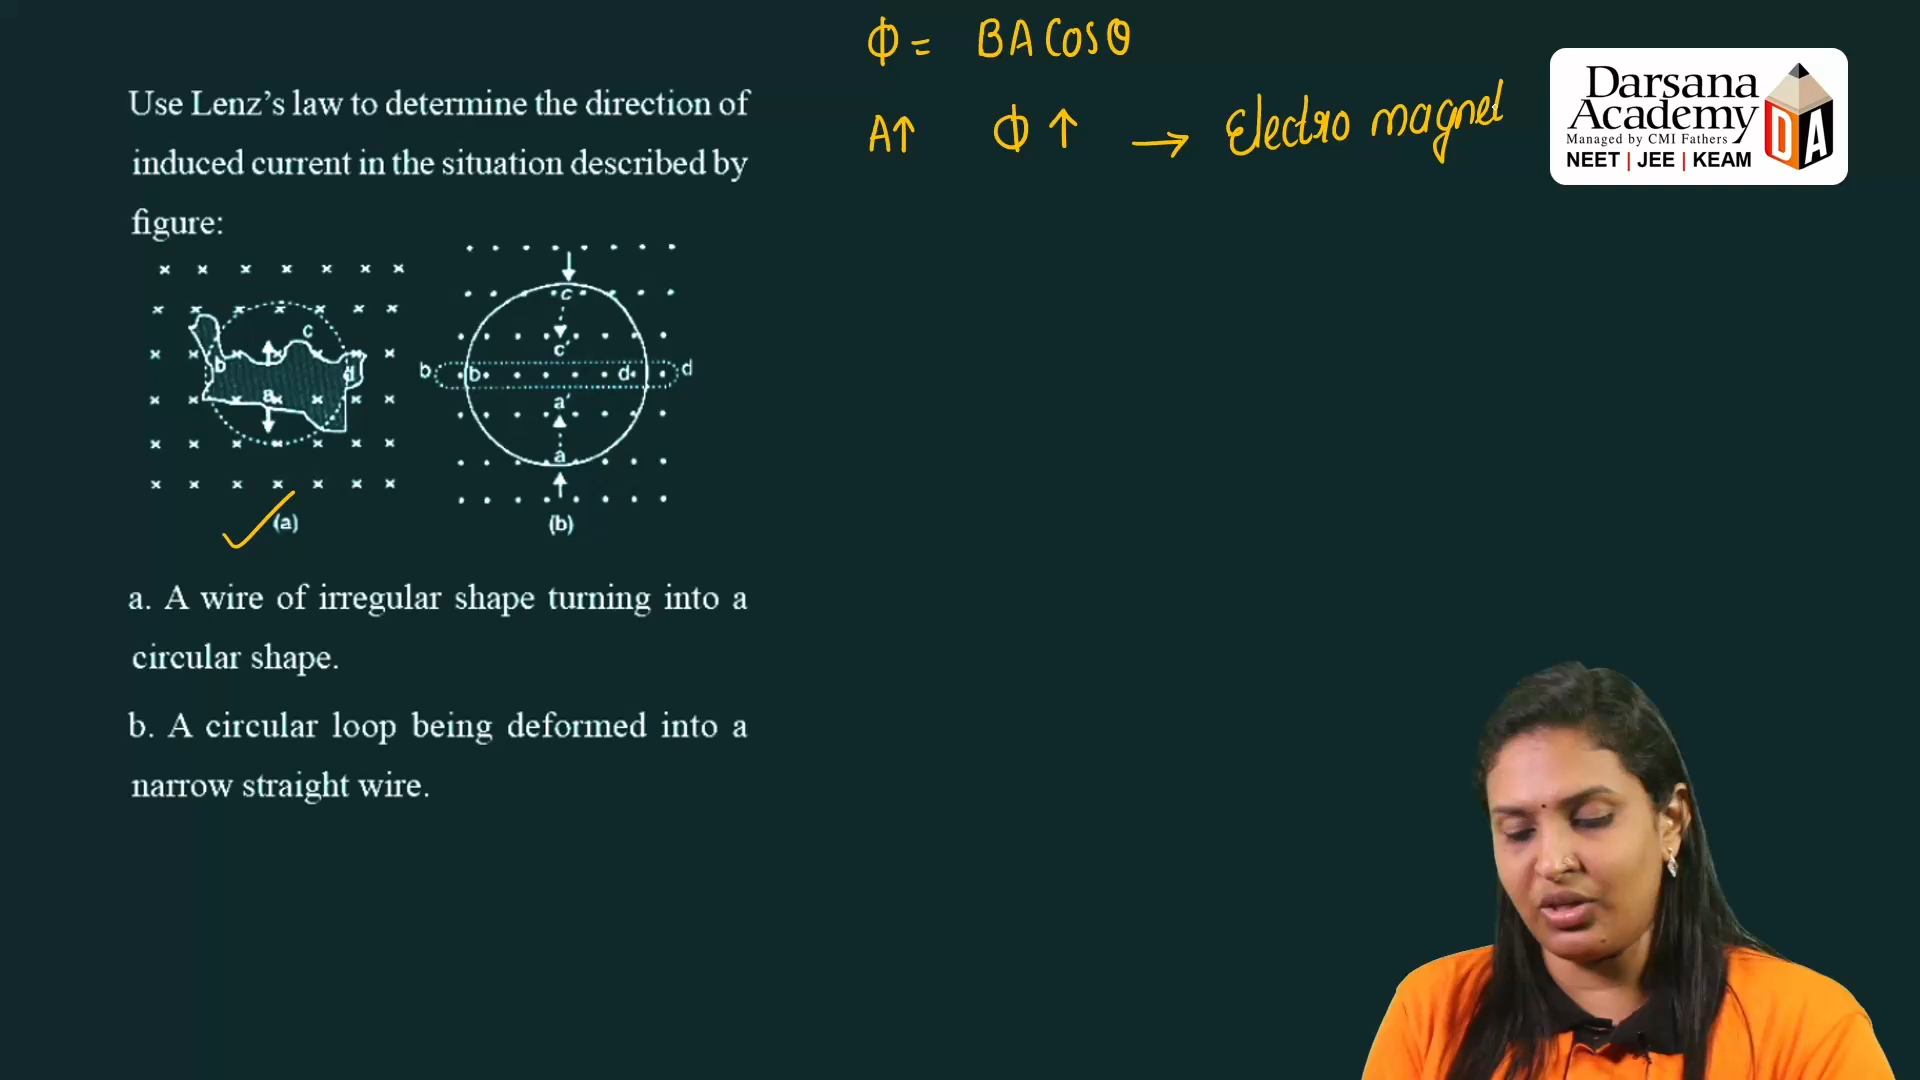 Φ = BA Cosθ
A↑ Φ ↑ → Electro magnet
Darsana
Academy
Managed by CMI Fathers
NEET | JEE | KEAM
DA
Use Lenz's law to determine the direction of
induced current in the situation described by
figure:
c
b
d
a
(a)
c
c'
b b d d
a'
a
(b)
a. A wire of irregular shape turning into a
circular shape.
b. A circular loop being deformed into a
narrow straight wire.